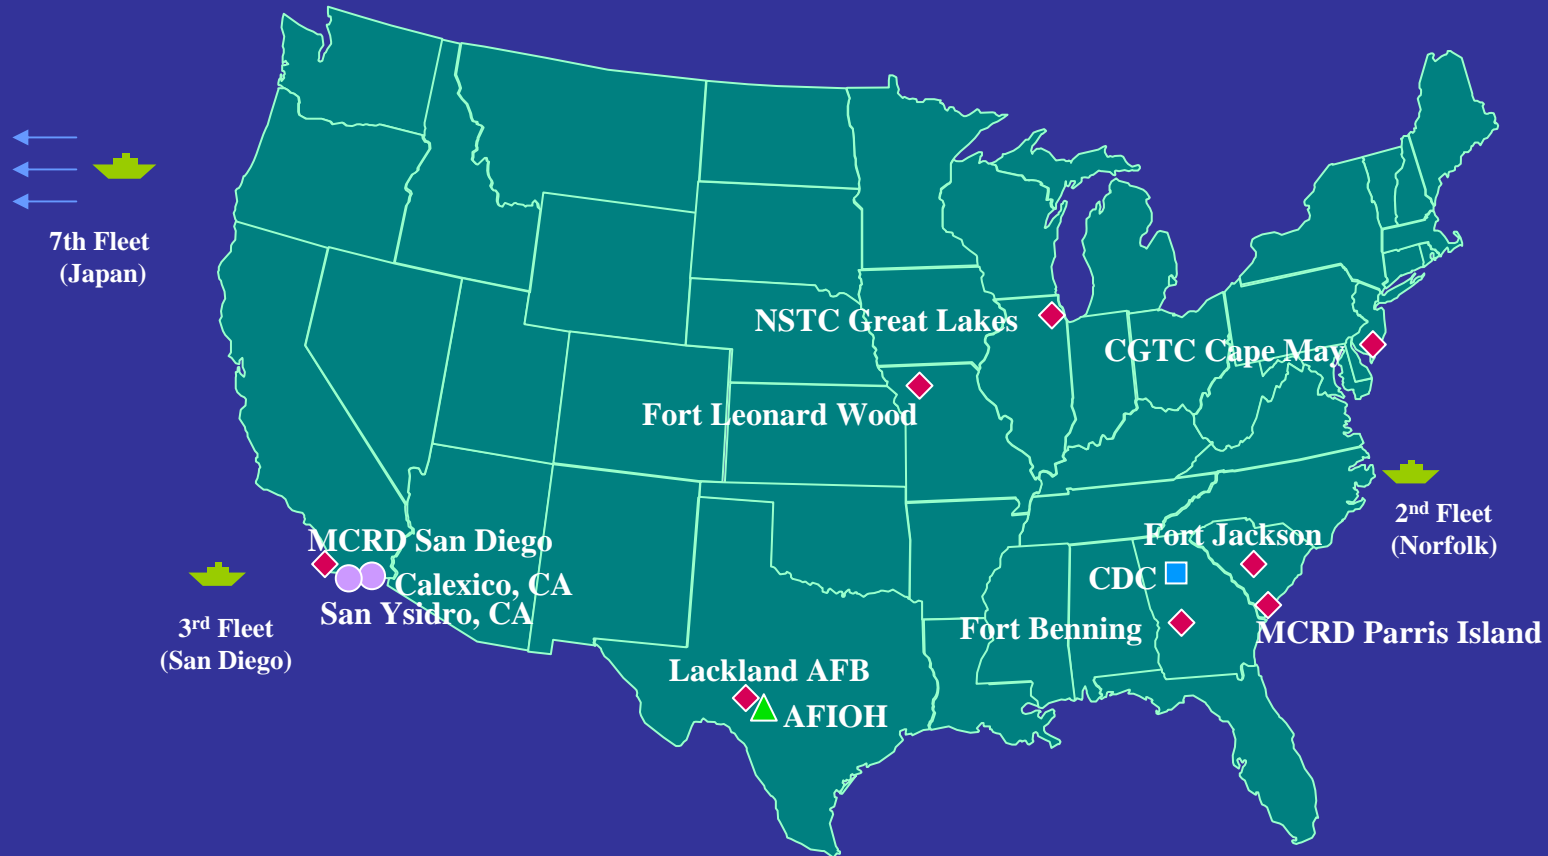 7th Fleet
(Japan)
NSTC Great Lakes
CGTC Cape May
Fort Leonard Wood
2nd Fleet
(Norfolk)
MCRD San Diego
Fort Jackson
Calexico, CA
CDC
San Ysidro, CA
3rd Fleet
(San Diego)
Fort Benning
MCRD Parris Island
Lackland AFB
AFIOH